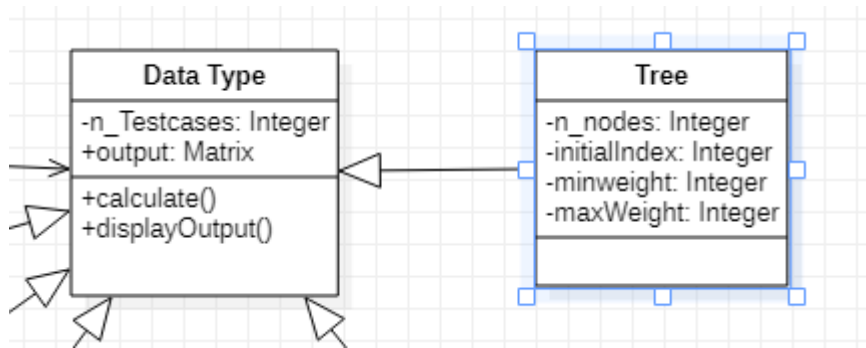 Data Type
-n_Testcases: Integer
+output: Matrix
+calculate()
+displayOutput()
Tree
-n_nodes: Integer
-initialIndex: Integer
-minweight: Integer
-maxWeight: Integer